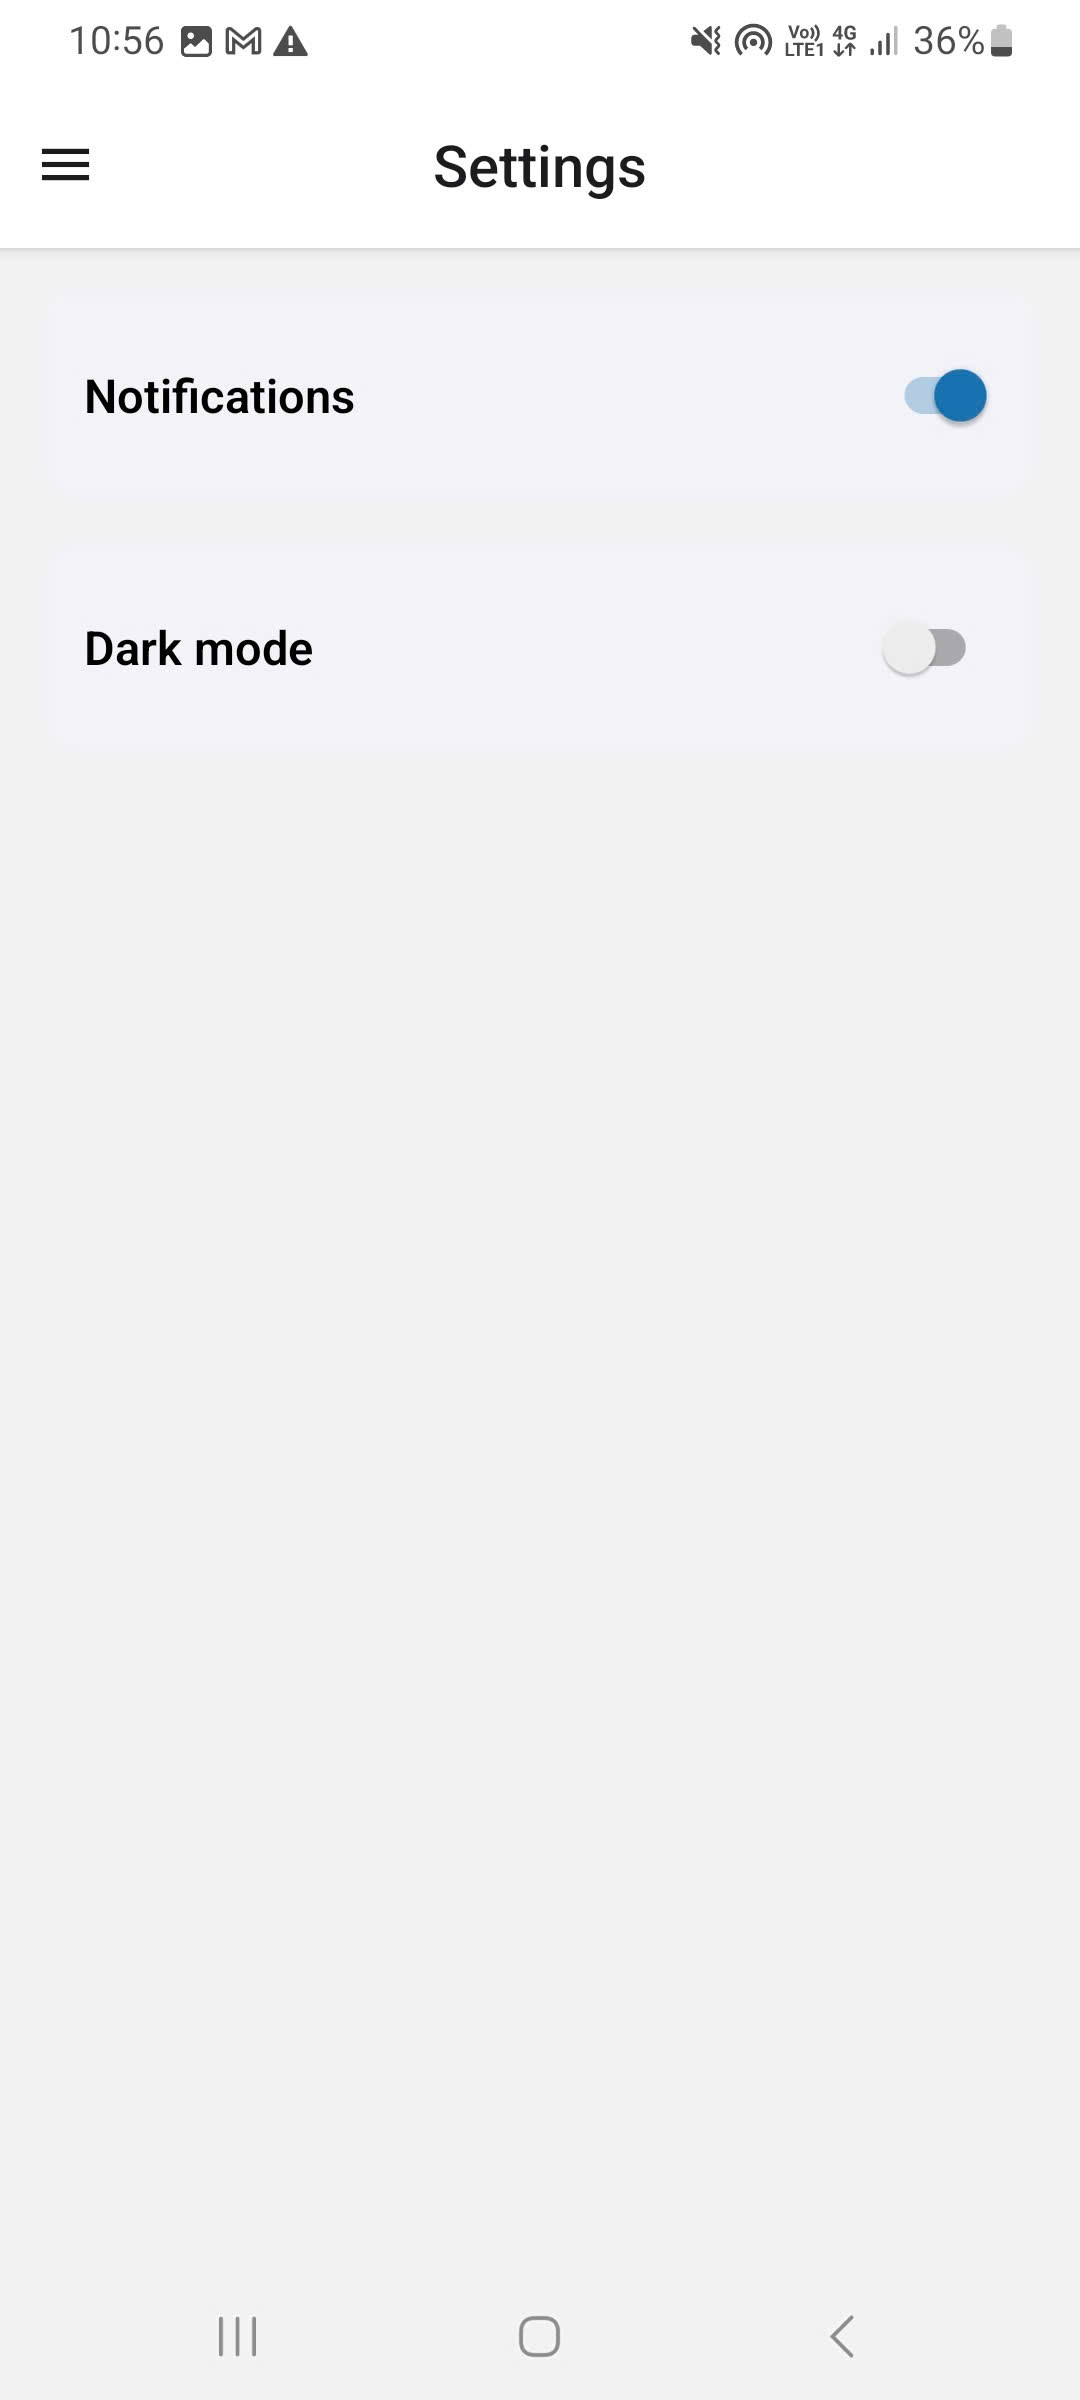 10:56 Vo)) LTE1 4G 36%
Settings
Notifications
Dark mode